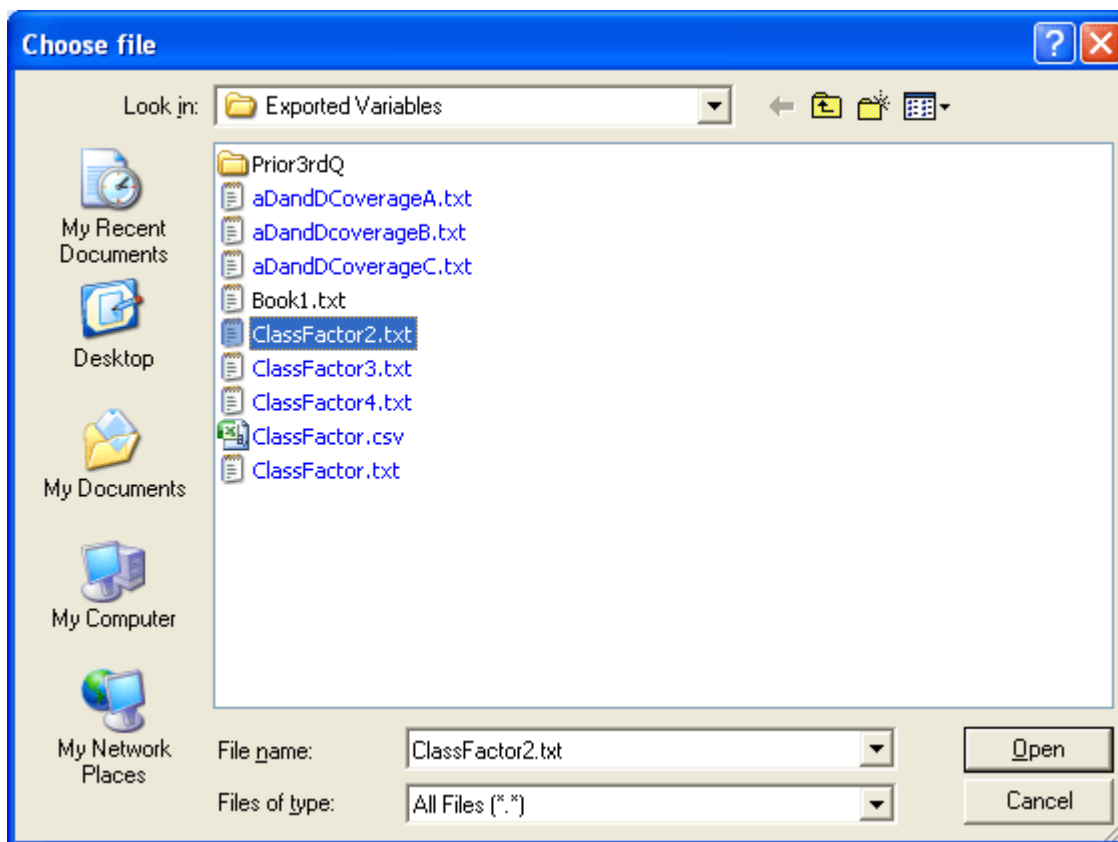 Choose file
Look in:
Exported Variables
My Recent
Documents
Desktop
My Documents
My Computer
My Network
Places
Prior3rdQ
aDandDCoverageA.txt
aDandDcoverageB.txt
aDandDCoverageC.txt
Book1.txt
ClassFactor2.txt
ClassFactor3.txt
ClassFactor4.txt
ClassFactor.csv
ClassFactor.txt
File name:
ClassFactor2.txt
Open
Files of type:
All Files (*.*)
Cancel